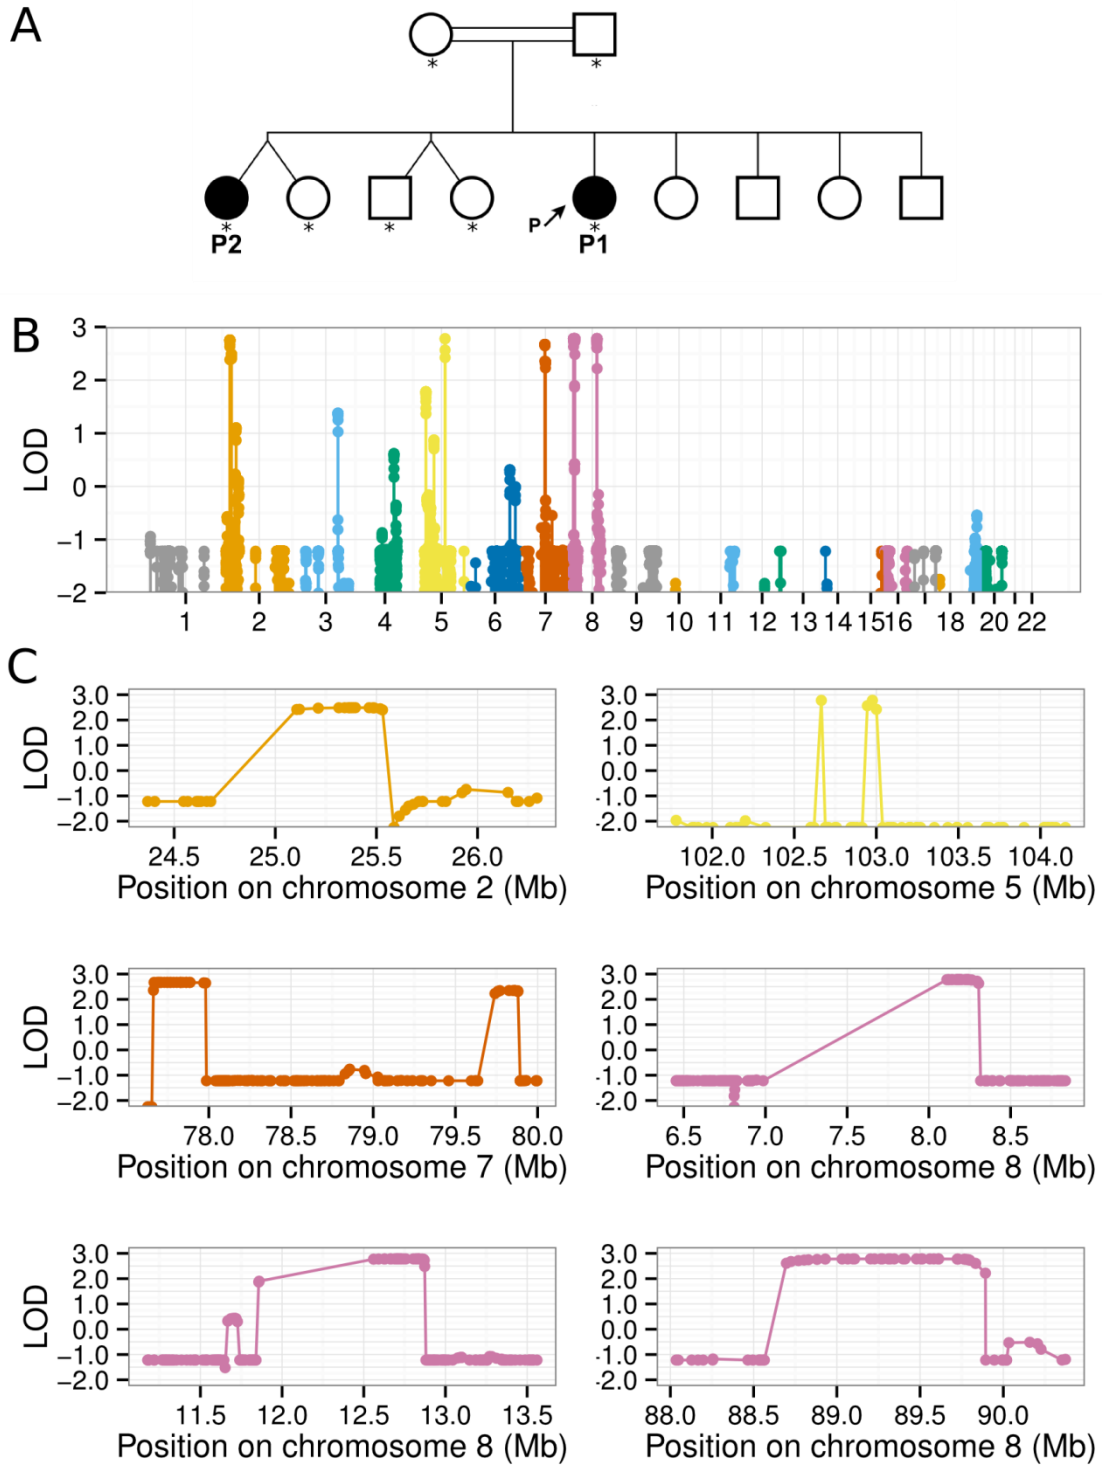 A
* *
P
* * * * *
P2 P1
B
3
2
1
0
−1
−2
LOD
1 2 3 4 5 6 7 8 9 10 11 12 13 14 15 16 18 20 22
C
3.0
2.0
1.0
0.0
−1.0
−2.0
LOD
24.5 25.0 25.5 26.0
Position on chromosome 2 (Mb)
3.0
2.0
1.0
0.0
-1.0
−2.0
102.0 102.5 103.0 103.5 104.0
Position on chromosome 5 (Mb)
3.0
2.0
1.0
0.0
−1.0
−2.0
LOD
78.0 78.5 79.0 79.5 80.0
Position on chromosome 7 (Mb)
3.0
2.0
1.0
0.0
-1.0
−2.0
6.5 7.0 7.5 8.0 8.5
Position on chromosome 8 (Mb)
3.0
2.0
1.0
0.0
−1.0
−2.0
LOD
11.5 12.0 12.5 13.0 13.5
Position on chromosome 8 (Mb)
3.0
2.0
1.0
0.0
-1.0
−2.0
88.0 88.5 89.0 89.5 90.0
Position on chromosome 8 (Mb)